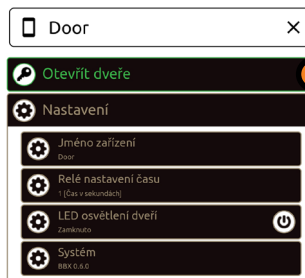 Door
Otevřít dveře
Nastavení
Jméno zařízení
Door
Relé nastavení času
1 [Čas v sekundách]
LED osvětlení dveří
Zamknuto
Systém
BBX 0.6.0